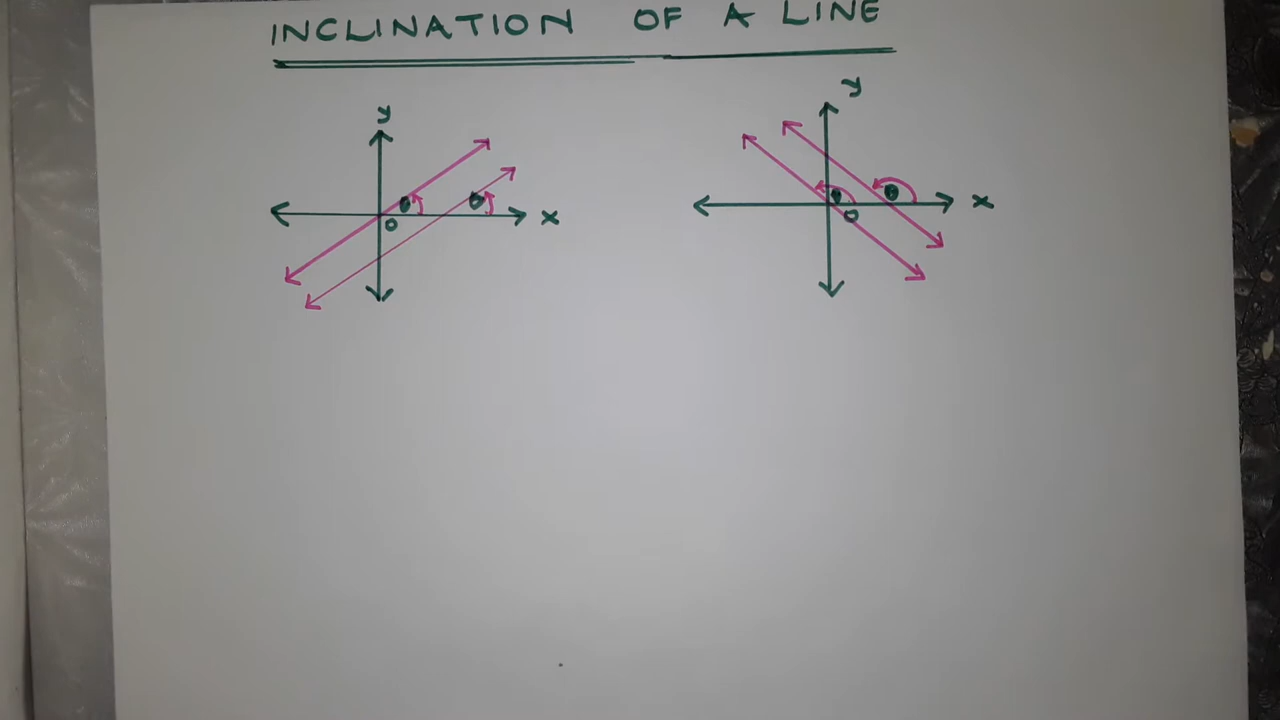 INCLINATION OF A LINE
y
θ θ
O
x
y
θ θ
O
x